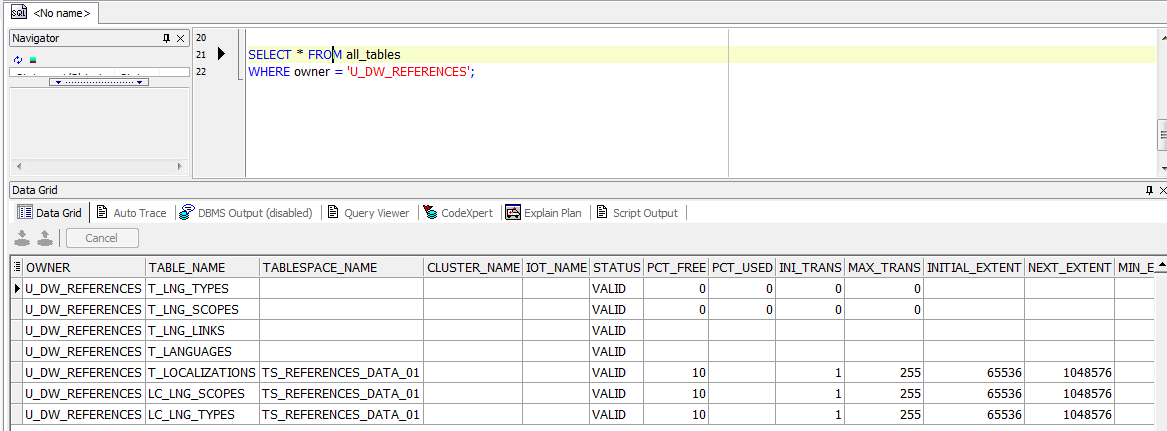 SQL <No name>
Navigator
20
21 SELECT * FROM all_tables
22 WHERE owner = 'U_DW_REFERENCES';
Data Grid
Data Grid Auto Trace DBMS Output (disabled) Query Viewer CodeXpert Explain Plan Script Output
Cancel
OWNER TABLE_NAME TABLESPACE_NAME CLUSTER_NAME IOT_NAME STATUS PCT_FREE PCT_USED INI_TRANS MAX_TRANS INITIAL_EXTENT NEXT_EXTENT MIN_E
U_DW_REFERENCES T_LNG_TYPES VALID 0 0 0 0
U_DW_REFERENCES T_LNG_SCOPES VALID 0 0 0 0
U_DW_REFERENCES T_LNG_LINKS VALID
U_DW_REFERENCES T_LANGUAGES VALID
U_DW_REFERENCES T_LOCALIZATIONS TS_REFERENCES_DATA_01 VALID 10 1 255 65536 1048576
U_DW_REFERENCES LC_LNG_SCOPES TS_REFERENCES_DATA_01 VALID 10 1 255 65536 1048576
U_DW_REFERENCES LC_LNG_TYPES TS_REFERENCES_DATA_01 VALID 10 1 255 65536 1048576